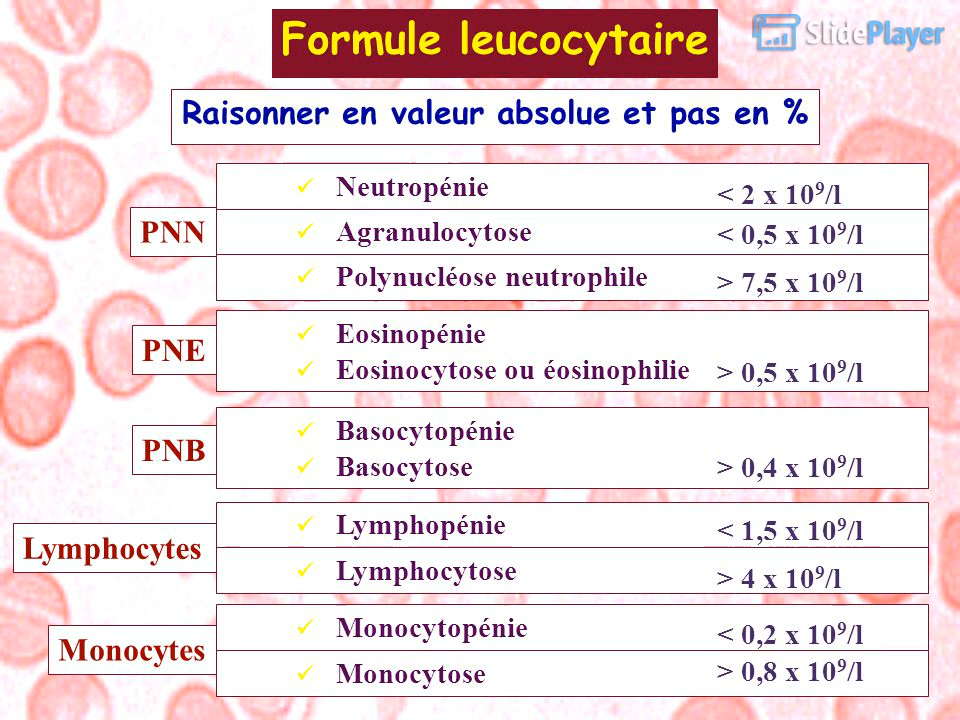 Formule leucocytaire
SlidePlayer
Raisonner en valeur absolue et pas en %
PNN
✓ Neutropénie < 2 x 10⁹/l
✓ Agranulocytose < 0,5 x 10⁹/l
✓ Polynucléose neutrophile > 7,5 x 10⁹/l
PNE
✓ Eosinopénie
✓ Eosinocytose ou éosinophilie > 0,5 x 10⁹/l
PNB
✓ Basocytopénie
✓ Basocytose > 0,4 x 10⁹/l
Lymphocytes
✓ Lymphopénie < 1,5 x 10⁹/l
✓ Lymphocytose > 4 x 10⁹/l
Monocytes
✓ Monocytopénie < 0,2 x 10⁹/l
✓ Monocytose > 0,8 x 10⁹/l